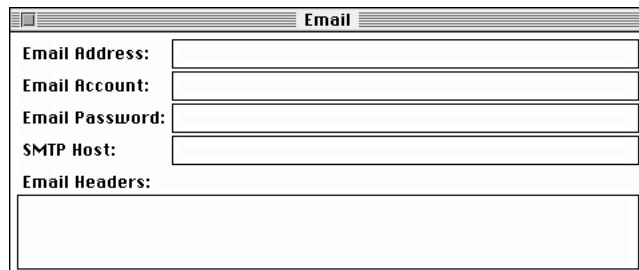 Email
Email Address:
Email Account:
Email Password:
SMTP Host:
Email Headers: